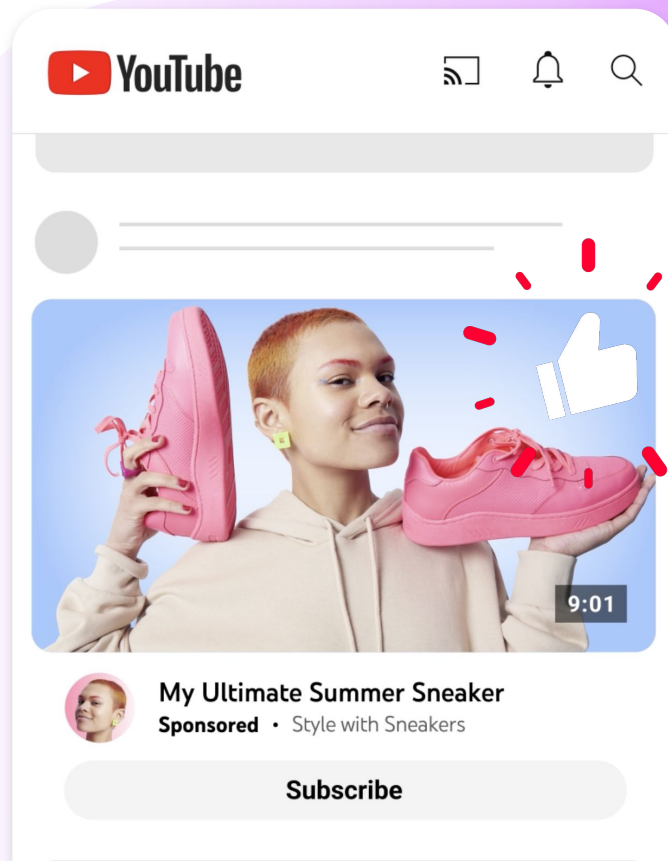 YouTube
9:01
My Ultimate Summer Sneaker
Sponsored • Style with Sneakers
Subscribe